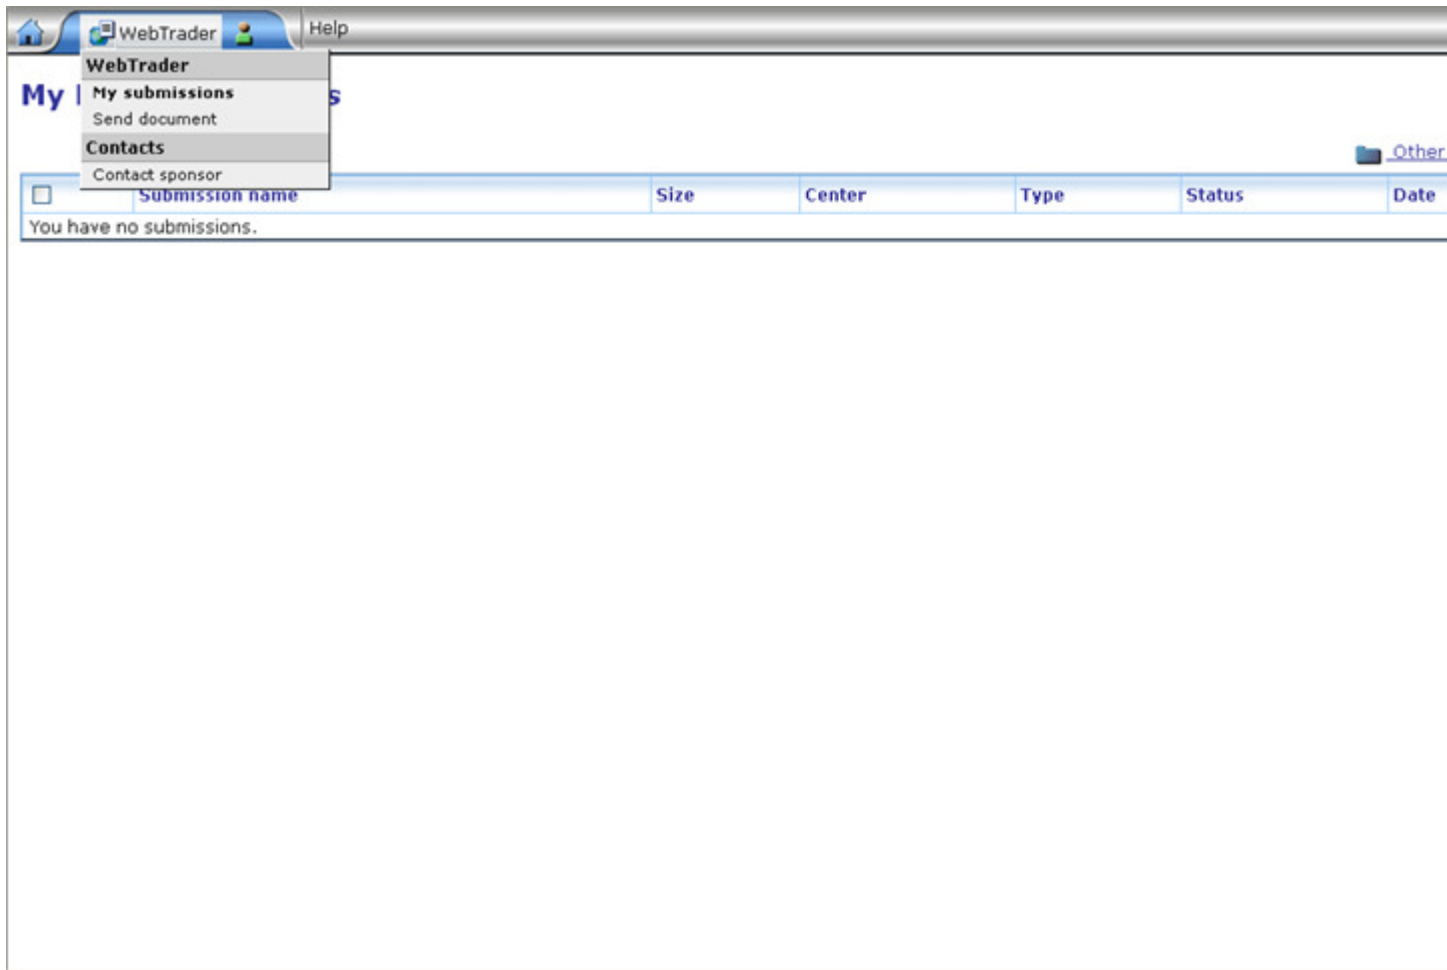 WebTrader Help
WebTrader
My submissions
Send document
Contacts
Contact sponsor
My
Other
Submission name Size Center Type Status Date
You have no submissions.